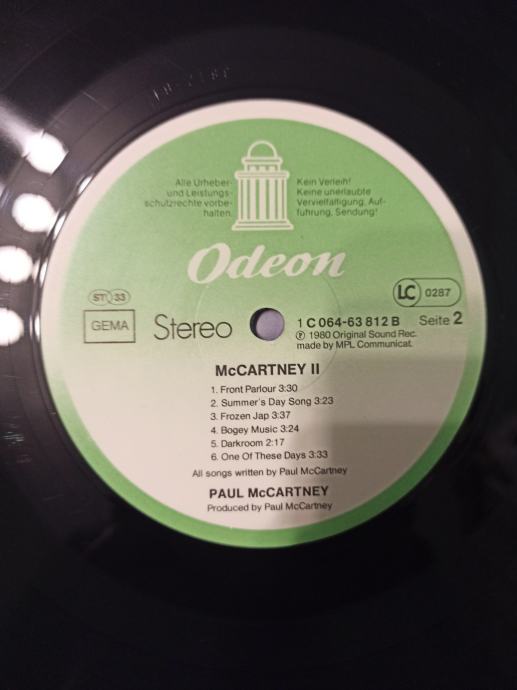 Alle Urheber-
und Leistungs-
schutzrechte vorbe-
halten.
Kein Verleih!
Keine unerlaubte
Vervielfältigung, Auf-
führung, Sendung!
Odeon
ST 33
GEMA
Stereo
LC 0287
1 C 064-63 812 B
Seite 2
℗ 1980 Original Sound Rec.
made by MPL Communicat.
McCARTNEY II
1. Front Parlour 3:30
2. Summer's Day Song 3:23
3. Frozen Jap 3:37
4. Bogey Music 3:24
5. Darkroom 2:17
6. One Of These Days 3:33
All songs written by Paul McCartney
PAUL McCARTNEY
Produced by Paul McCartney